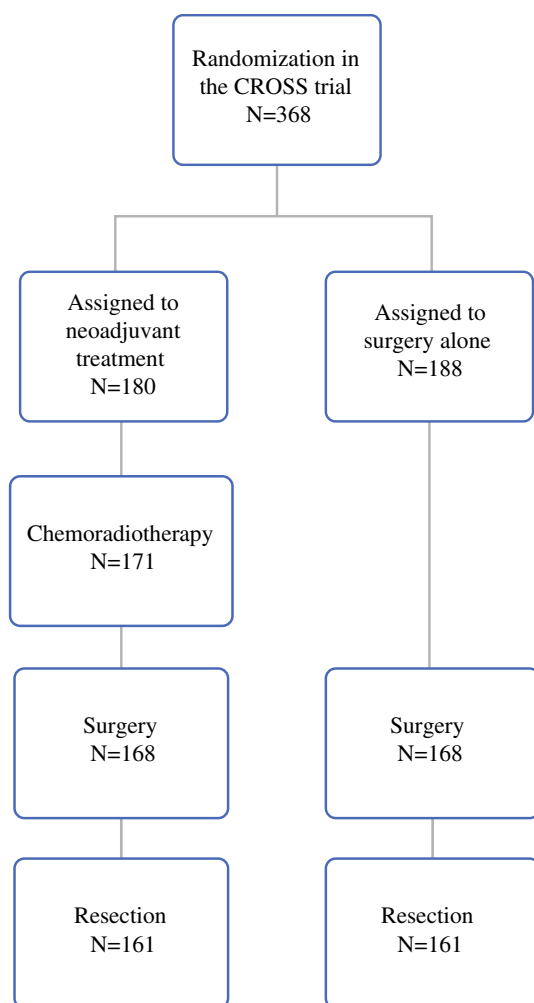 Randomization in
the CROSS trial
N=368
Assigned to
neoadjuvant
treatment
N=180
Assigned to
surgery alone
N=188
Chemoradiotherapy
N=171
Surgery
N=168
Surgery
N=168
Resection
N=161
Resection
N=161